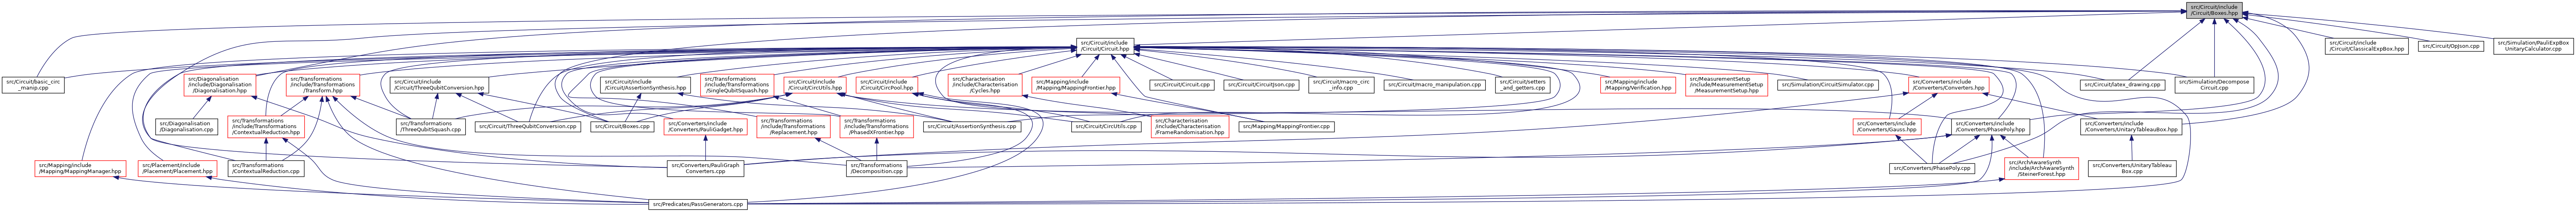 src/Circuit/include
/Circuit/Boxes.hpp
src/Circuit/include
/Circuit/Circuit.hpp
src/Circuit/include
/Circuit/ClassicalExpBox.hpp
src/Circuit/OpJson.cpp
src/Simulation/PauliExpBox
UnitaryCalculator.cpp
src/Circuit/basic_circ
_manip.cpp
src/Diagonalisation
/include/Diagonalisation
/Diagonalisation.hpp
src/Transformations
/include/Transformations
/Transform.hpp
src/Circuit/include
/Circuit/ThreeQubitConversion.hpp
src/Circuit/include
/Circuit/AssertionSynthesis.hpp
src/Transformations
/include/Transformations
/SingleQubitSquash.hpp
src/Circuit/include
/Circuit/CircUtils.hpp
src/Circuit/include
/Circuit/CircPool.hpp
src/Characterisation
/include/Characterisation
/Cycles.hpp
src/Mapping/include
/Mapping/MappingFrontier.hpp
src/Circuit/Circuit.cpp
src/Circuit/CircuitJson.cpp
src/Circuit/macro_circ
_info.cpp
src/Circuit/macro_manipulation.cpp
src/Circuit/setters
_and_getters.cpp
src/Mapping/include
/Mapping/Verification.hpp
src/MeasurementSetup
/include/MeasurementSetup
/MeasurementSetup.hpp
src/Simulation/CircuitSimulator.cpp
src/Converters/include
/Converters/Converters.hpp
src/Circuit/latex_drawing.cpp
src/Simulation/Decompose
Circuit.cpp
src/Diagonalisation
/Diagonalisation.cpp
src/Transformations
/include/Transformations
/ContextualReduction.hpp
src/Transformations
/ThreeQubitSquash.cpp
src/Circuit/ThreeQubitConversion.cpp
src/Circuit/Boxes.cpp
src/Converters/include
/Converters/PauliGadget.hpp
src/Transformations
/include/Transformations
/Replacement.hpp
src/Transformations
/include/Transformations
/PhasedXFrontier.hpp
src/Circuit/AssertionSynthesis.cpp
src/Circuit/CircUtils.cpp
src/Characterisation
/include/Characterisation
/FrameRandomisation.hpp
src/Mapping/MappingFrontier.cpp
src/Converters/include
/Converters/Gauss.hpp
src/Converters/include
/Converters/PhasePoly.hpp
src/Converters/include
/Converters/UnitaryTableauBox.hpp
src/Mapping/include
/Mapping/MappingManager.hpp
src/Placement/include
/Placement/Placement.hpp
src/Transformations
/ContextualReduction.cpp
src/Converters/PauliGraph
Converters.cpp
src/Transformations
/Decomposition.cpp
src/Converters/PhasePoly.cpp
src/ArchAwareSynth
/include/ArchAwareSynth
/SteinerForest.hpp
src/Converters/UnitaryTableau
Box.cpp
src/Predicates/PassGenerators.cpp